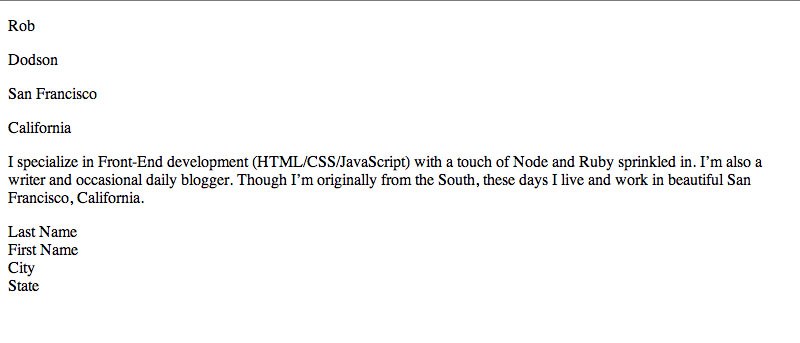 Rob
Dodson
San Francisco
California
I specialize in Front-End development (HTML/CSS/JavaScript) with a touch of Node and Ruby sprinkled in. I’m also a
writer and occasional daily blogger. Though I’m originally from the South, these days I live and work in beautiful San
Francisco, California.
Last Name
First Name
City
State